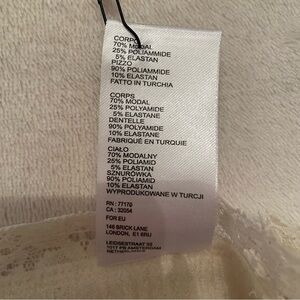 CORPO
70% MODAL
25% POLIAMMIDE
5% ELASTAN
PIZZO
90% POLIAMMIDE
10% ELASTAN
FATTO IN TURCHIA
CORPS
70% MODAL
25% POLYAMIDE
5% ELASTANE
DENTELLE
90% POLYAMIDE
10% ELASTANE
FABRIQUÉ EN TURQUIE
CIAŁO
70% MODALNY
25% POLIAMID
5% ELASTAN
SZNURÓWKA
90% POLIAMID
10% ELASTAN
WYPRODUKOWANE W TURCJI
RN : 77170
CA : 32054
FOR EU
146 BRICK LANE
LONDON, E1 6RU
LEIDSESTRAAT 32
1017 PB AMSTERDAM
NETHERLANDS